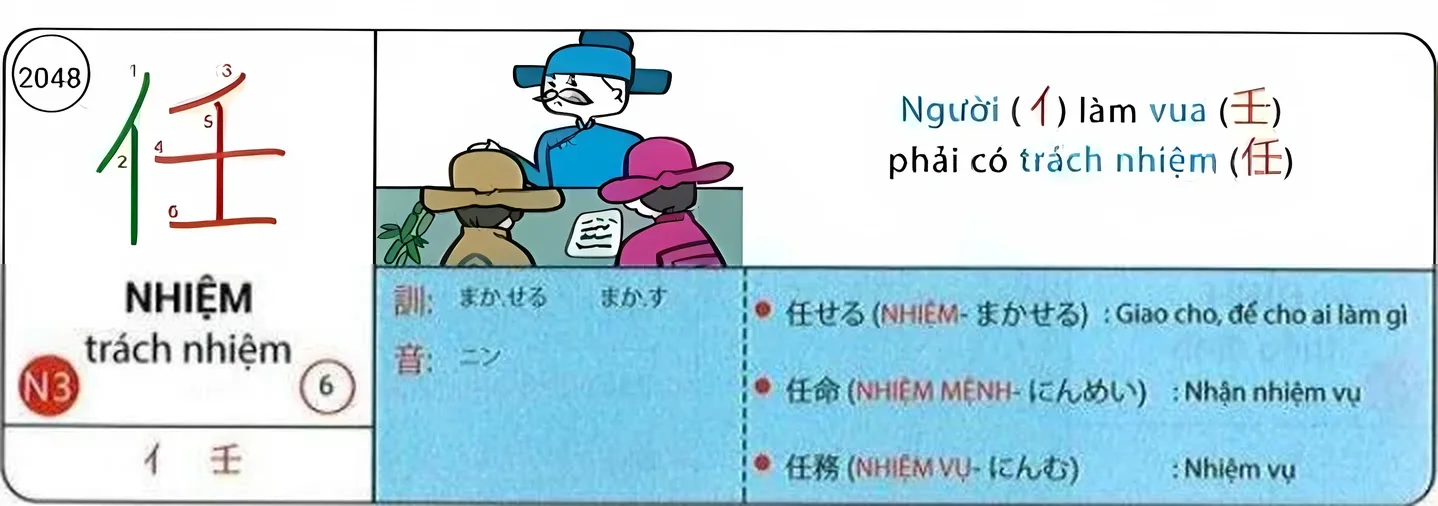 2048
1
2
3
4
5
6
任
NHIỆM
trách nhiệm
N3
6
亻 壬
Người (亻) làm vua (壬)
phải có trách nhiệm (任)
訓: まか.せる まか.す
音: ニン
任せる (NHIỆM- まかせる) : Giao cho, để cho ai làm gì
任命 (NHIỆM MỆNH- にんめい) : Nhận nhiệm vụ
任務 (NHIỆM VỤ- にんむ) : Nhiệm vụ